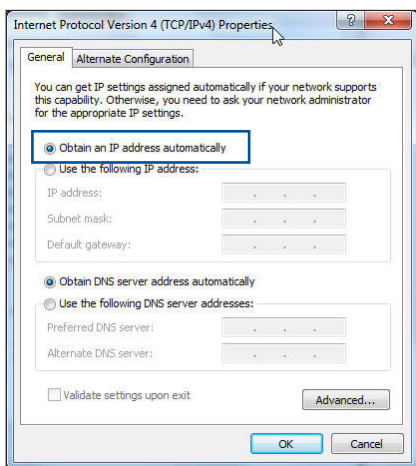 Internet Protocol Version 4 (TCP/IPv4) Properties
General
Alternate Configuration
You can get IP settings assigned automatically if your network supports
this capability. Otherwise, you need to ask your network administrator
for the appropriate IP settings.
Obtain an IP address automatically
Use the following IP address:
IP address:
Subnet mask:
Default gateway:
Obtain DNS server address automatically
Use the following DNS server addresses:
Preferred DNS server:
Alternate DNS server:
Validate settings upon exit
Advanced...
OK
Cancel